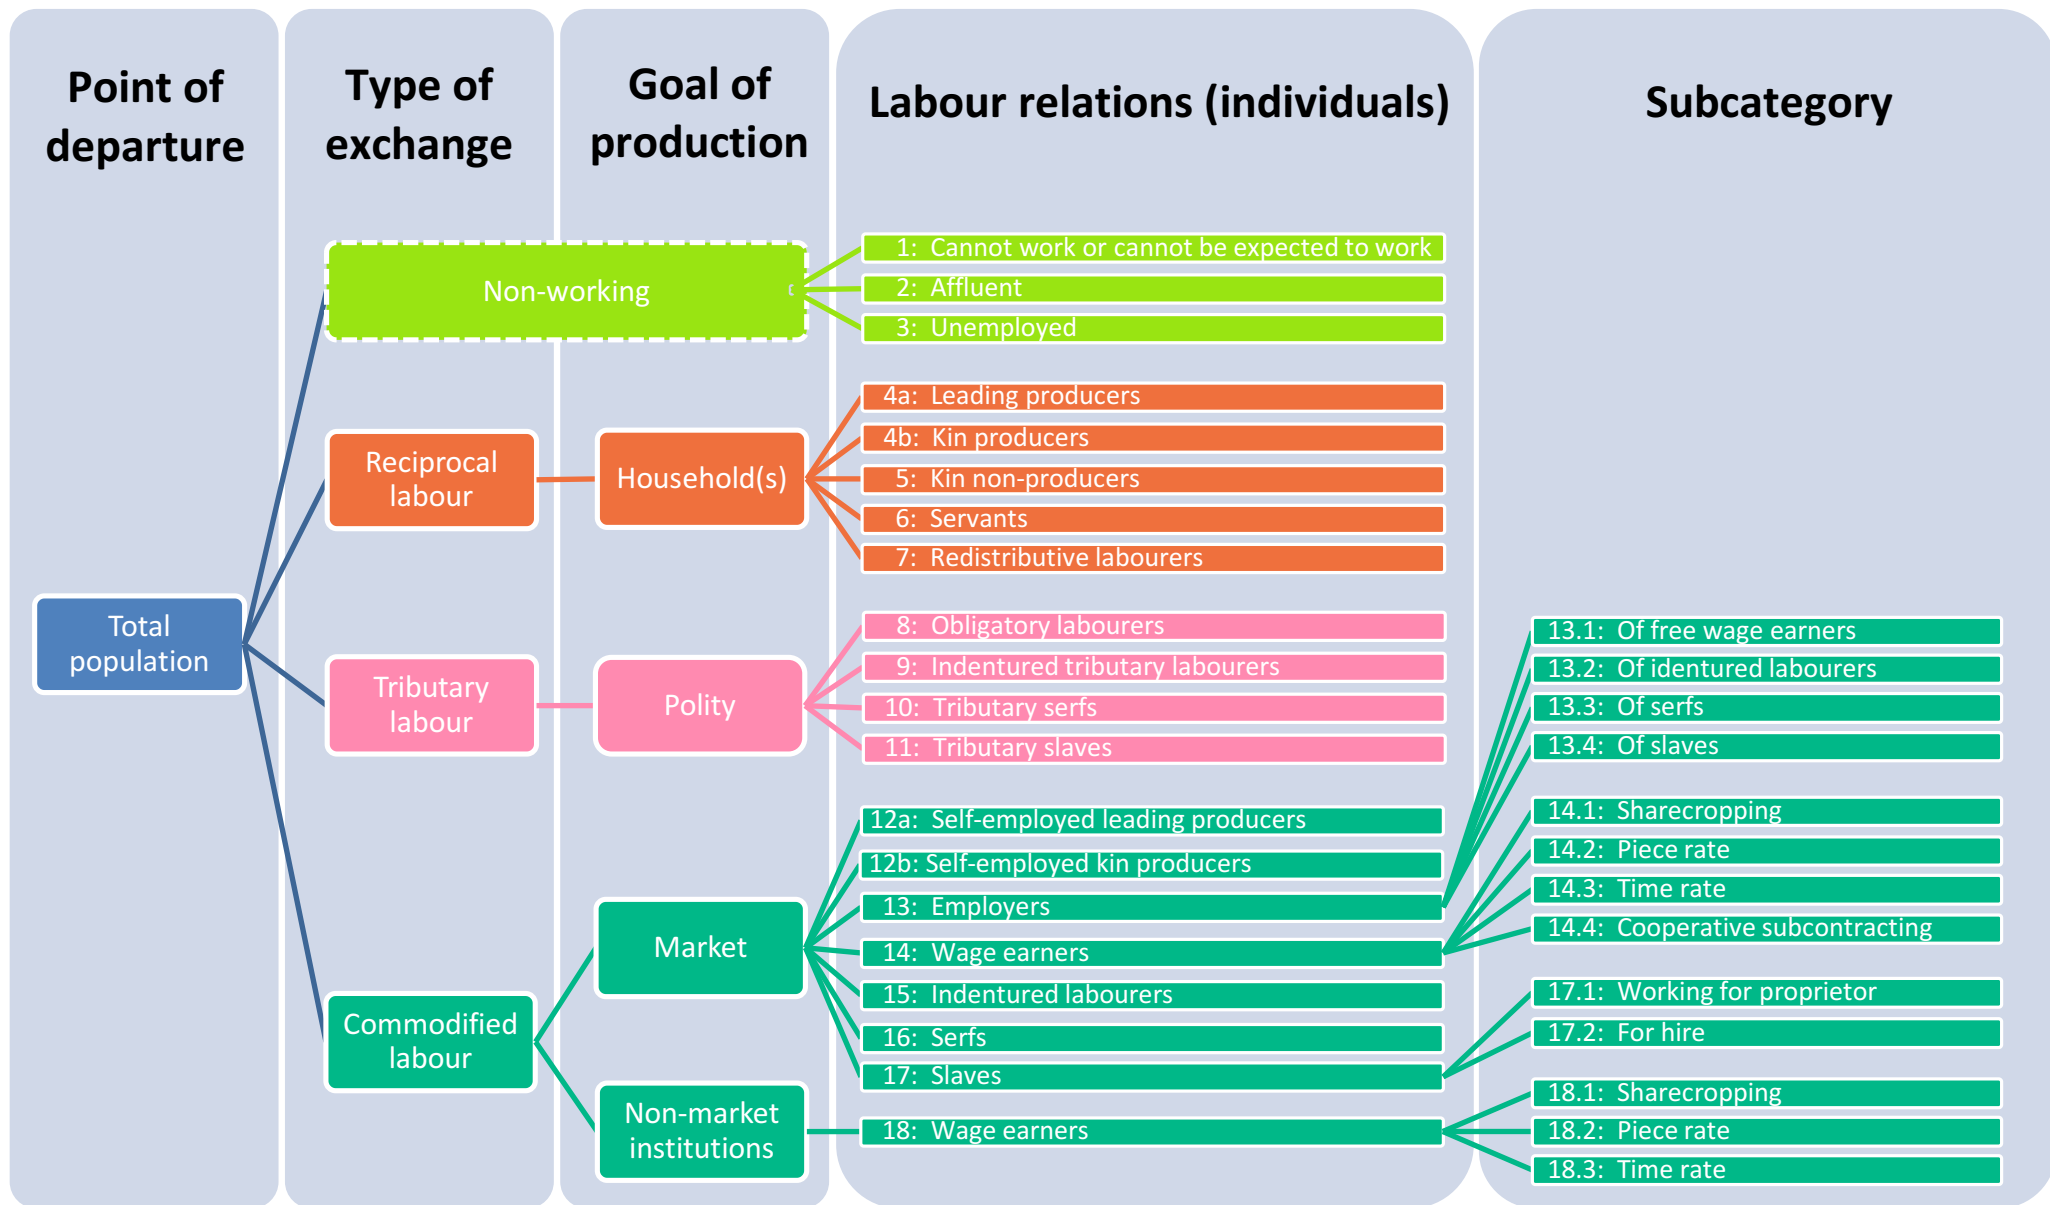 Point of
departure
Type of
exchange
Goal of
production
Labour relations (individuals)
Subcategory
Total
population
Non-working
1: Cannot work or cannot be expected to work
2: Affluent
3: Unemployed
Reciprocal
labour
Household(s)
4a: Leading producers
4b: Kin producers
5: Kin non-producers
6: Servants
7: Redistributive labourers
Tributary
labour
Polity
8: Obligatory labourers
9: Indentured tributary labourers
10: Tributary serfs
11: Tributary slaves
Commodified
labour
Market
12a: Self-employed leading producers
12b: Self-employed kin producers
13: Employers
14: Wage earners
15: Indentured labourers
16: Serfs
17: Slaves
Non-market
institutions
18: Wage earners
13.1: Of free wage earners
13.2: Of identured labourers
13.3: Of serfs
13.4: Of slaves
14.1: Sharecropping
14.2: Piece rate
14.3: Time rate
14.4: Cooperative subcontracting
17.1: Working for proprietor
17.2: For hire
18.1: Sharecropping
18.2: Piece rate
18.3: Time rate